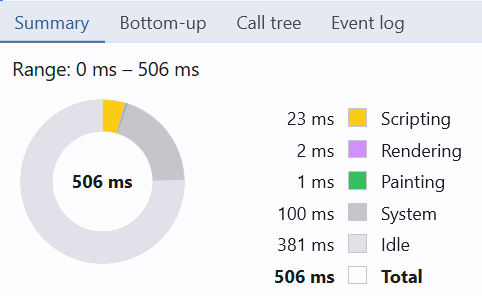 Summary Bottom-up Call tree Event log
Range: 0 ms – 506 ms
506 ms
23 ms Scripting
2 ms Rendering
1 ms Painting
100 ms System
381 ms Idle
506 ms Total